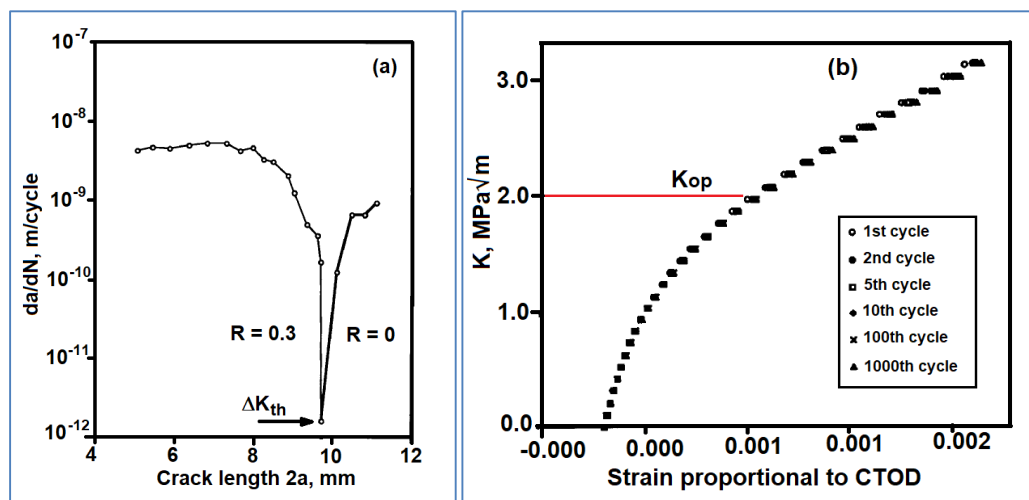 (a)
da/dN, m/cycle
10-7
10-8
10-9
10-10
10-11
10-12
R = 0.3
R = 0
ΔKth
4 6 8 10 12
Crack length 2a, mm
(b)
K, MPa√m
3.0
2.0
1.0
0.0
Kop
1st cycle
2nd cycle
5th cycle
10th cycle
100th cycle
1000th cycle
-0.000 0.000 0.001 0.001 0.002
Strain proportional to CTOD